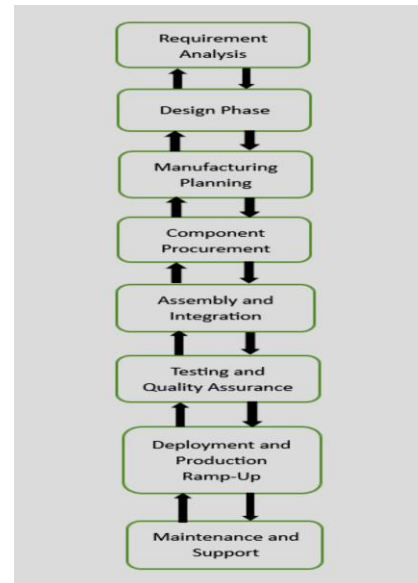 Requirement
Analysis
Design Phase
Manufacturing
Planning
Component
Procurement
Assembly and
Integration
Testing and
Quality Assurance
Deployment and
Production
Ramp-Up
Maintenance and
Support